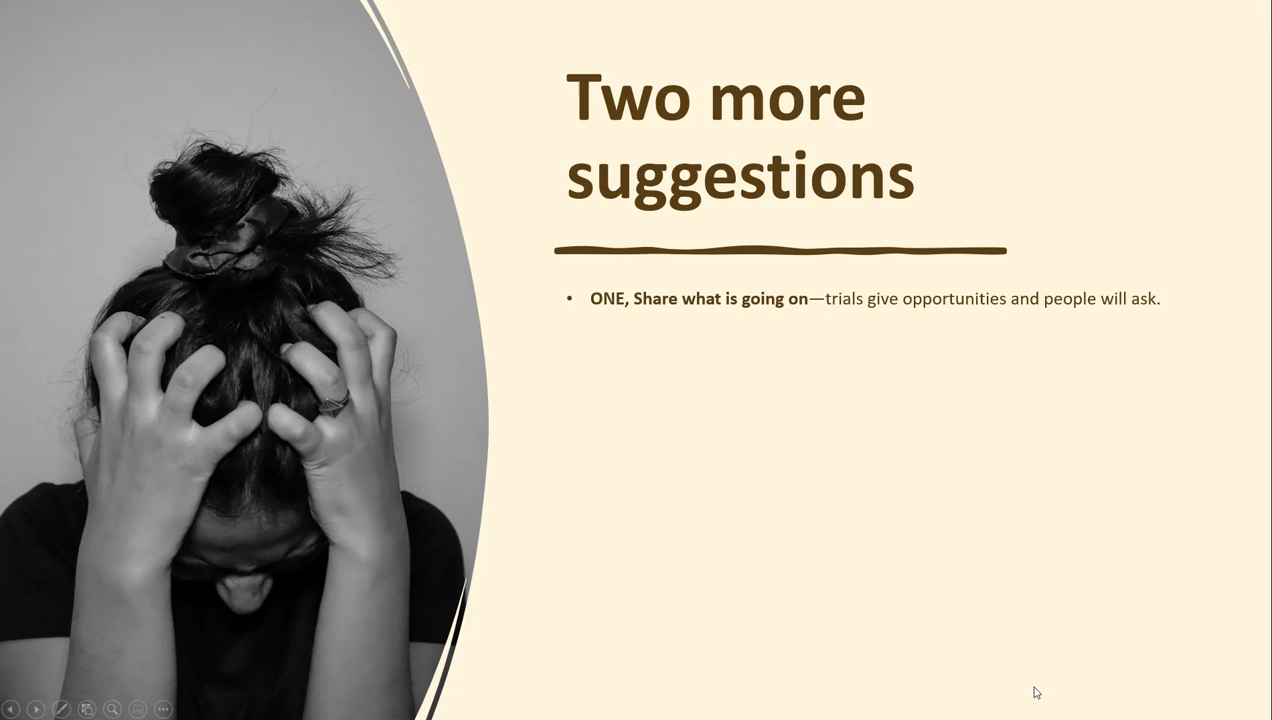 Two more
suggestions
• ONE, Share what is going on—trials give opportunities and people will ask.